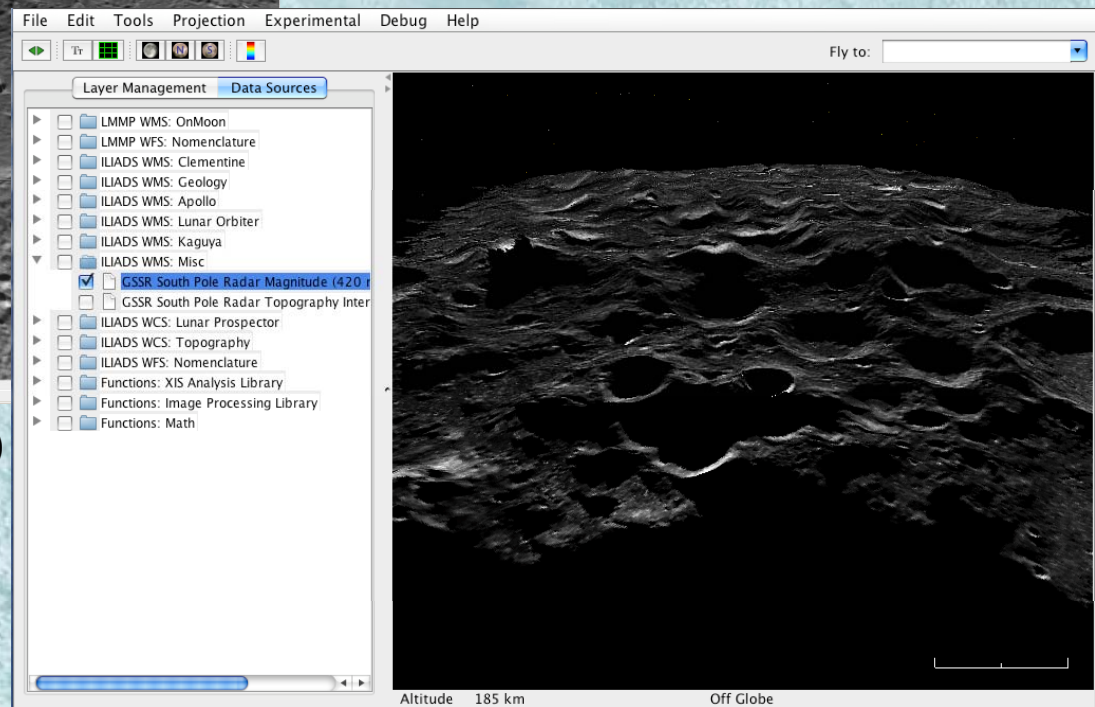 File Edit Tools Projection Experimental Debug Help
Tt Fly to:
Layer Management Data Sources
LMMP WMS: OnMoon
LMMP WFS: Nomenclature
ILIADS WMS: Clementine
ILIADS WMS: Geology
ILIADS WMS: Apollo
ILIADS WMS: Lunar Orbiter
ILIADS WMS: Kaguya
ILIADS WMS: Misc
GSSR South Pole Radar Magnitude (420
GSSR South Pole Radar Topography Inter
ILIADS WCS: Lunar Prospector
ILIADS WCS: Topography
ILIADS WFS: Nomenclature
Functions: XIS Analysis Library
Functions: Image Processing Library
Functions: Math
Altitude 185 km Off Globe